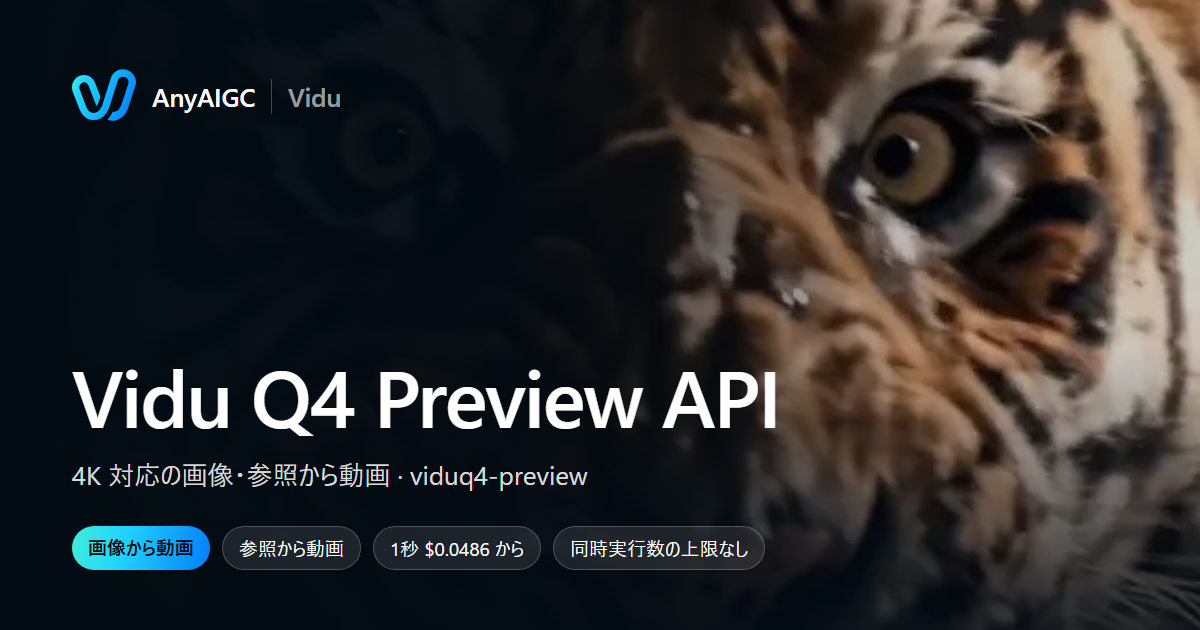 AnyAIGC | Vidu
Vidu Q4 Preview API
4K 対応の画像・参照から動画 · viduq4-preview
画像から動画 参照から動画 1秒 $0.0486 から 同時実行数の上限なし